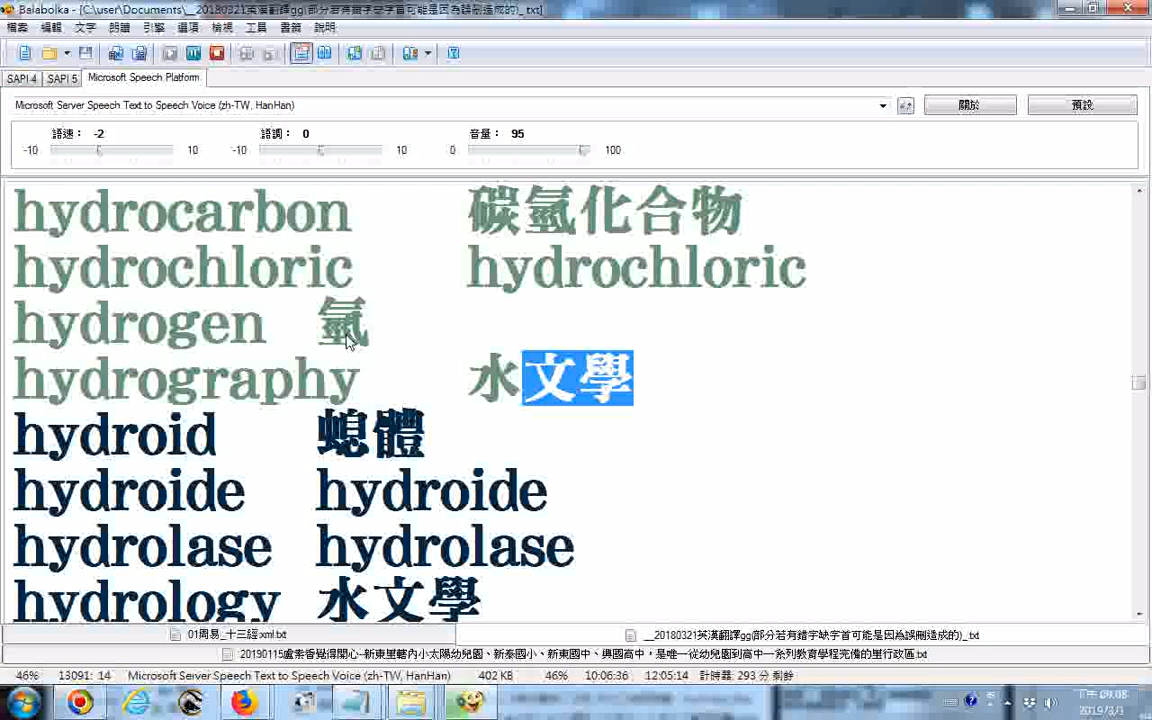 Balabolka - [C:\user\Documents\__20180321英漢翻譯gg(部分若有錯字缺字首可能是因為誤刪造成的)_.txt]
檔案 編輯 文字 朗讀 引擎 選項 檢視 工具 書籤 說明
SAPI 4 SAPI 5 Microsoft Speech Platform
Microsoft Server Speech Text to Speech Voice (zh-TW, HanHan) 關於 預設
語速： -2 語調： 0 音量： 95
-10 10 -10 10 0 100
hydrocarbon 碳氫化合物
hydrochloric hydrochloric
hydrogen 氫
hydrography 水文學
hydroid 螅體
hydroide hydroide
hydrolase hydrolase
hydrology 水文學
01周易_十三經.xml.txt __20180321英漢翻譯gg(部分若有錯字缺字首可能是因為誤刪造成的)_.txt
20190115盧素香覺得開心-新東里轄內小太陽幼兒園、新泰國小、新東國中、興國高中，是唯一從幼兒園到高中一系列教育學程完備的里行政區.txt
46% 13091: 14 Microsoft Server Speech Text to Speech Voice (zh-TW, HanHan) 402 KB 46% 10:06:36 12:05:14 計時器: 293 分 剩餘
下午 09:08
2019/3/1